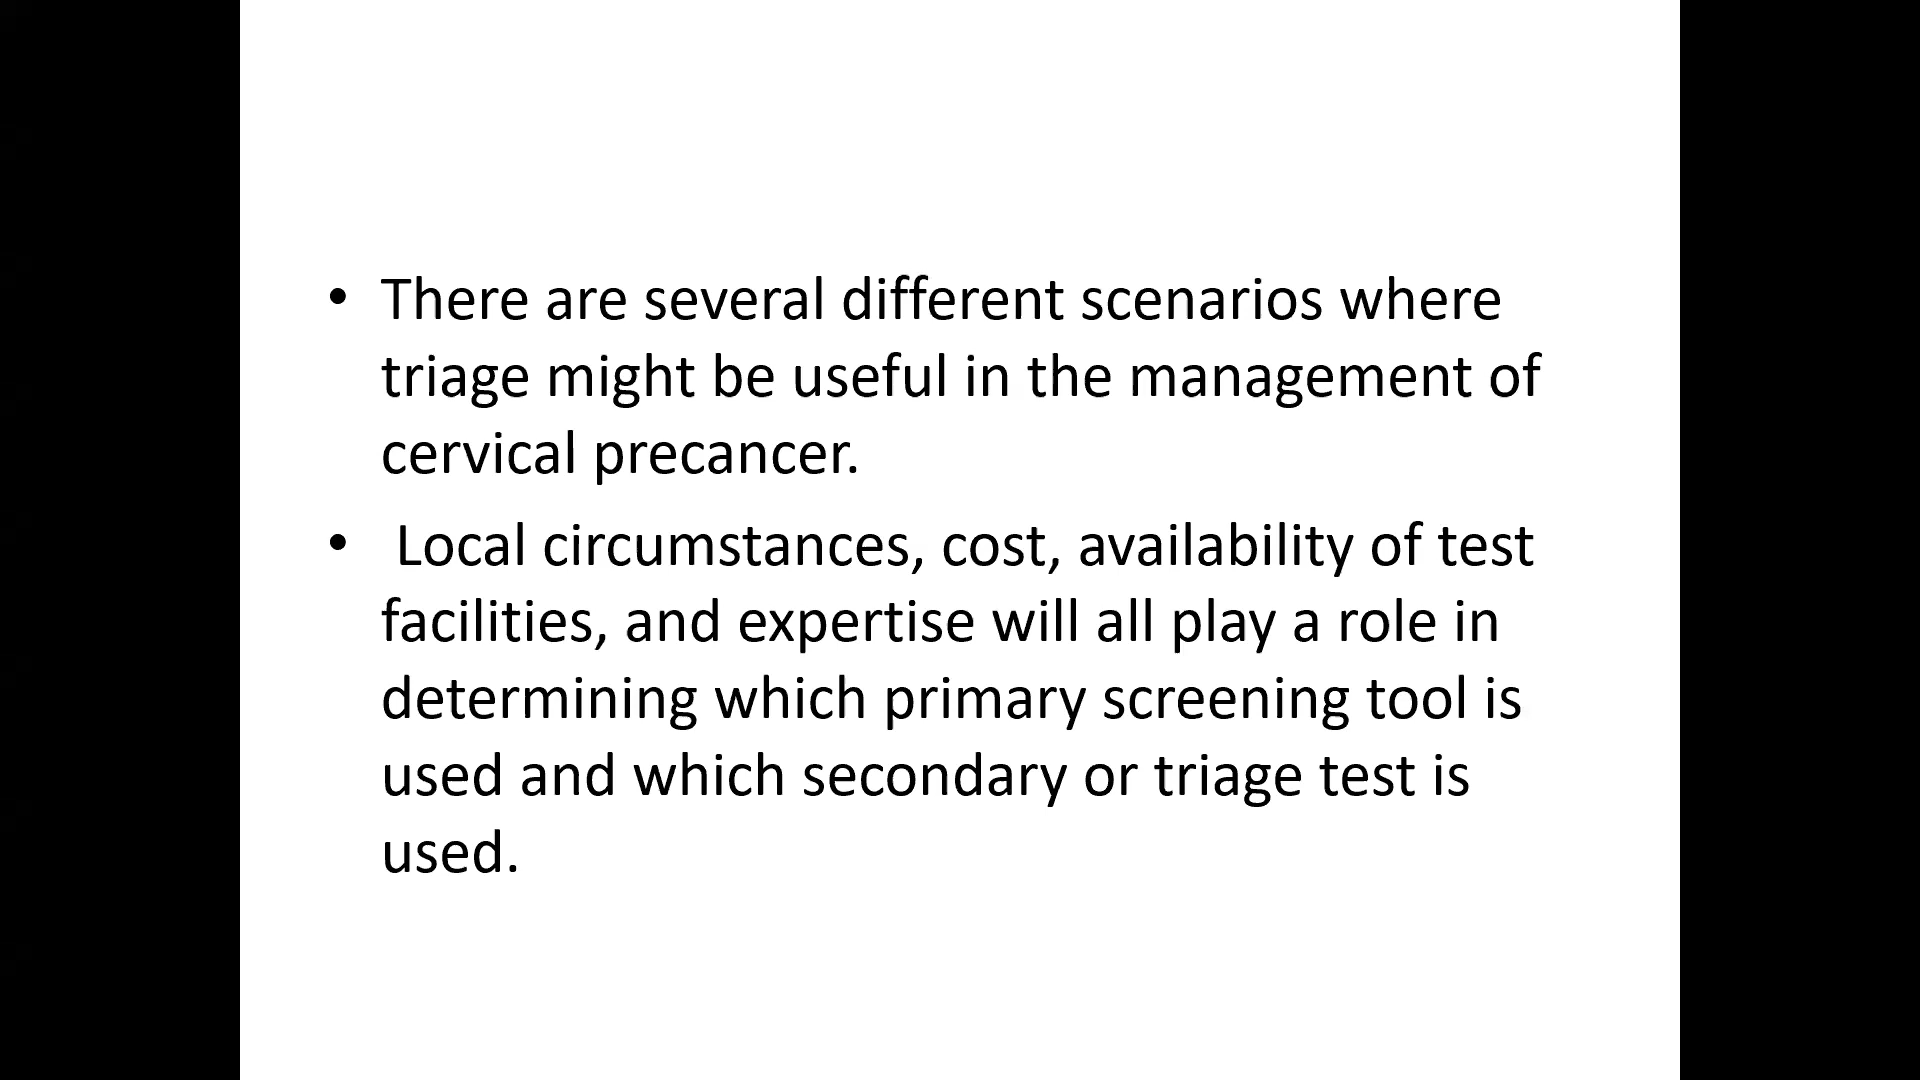 • There are several different scenarios where
triage might be useful in the management of
cervical precancer.
• Local circumstances, cost, availability of test
facilities, and expertise will all play a role in
determining which primary screening tool is
used and which secondary or triage test is
used.